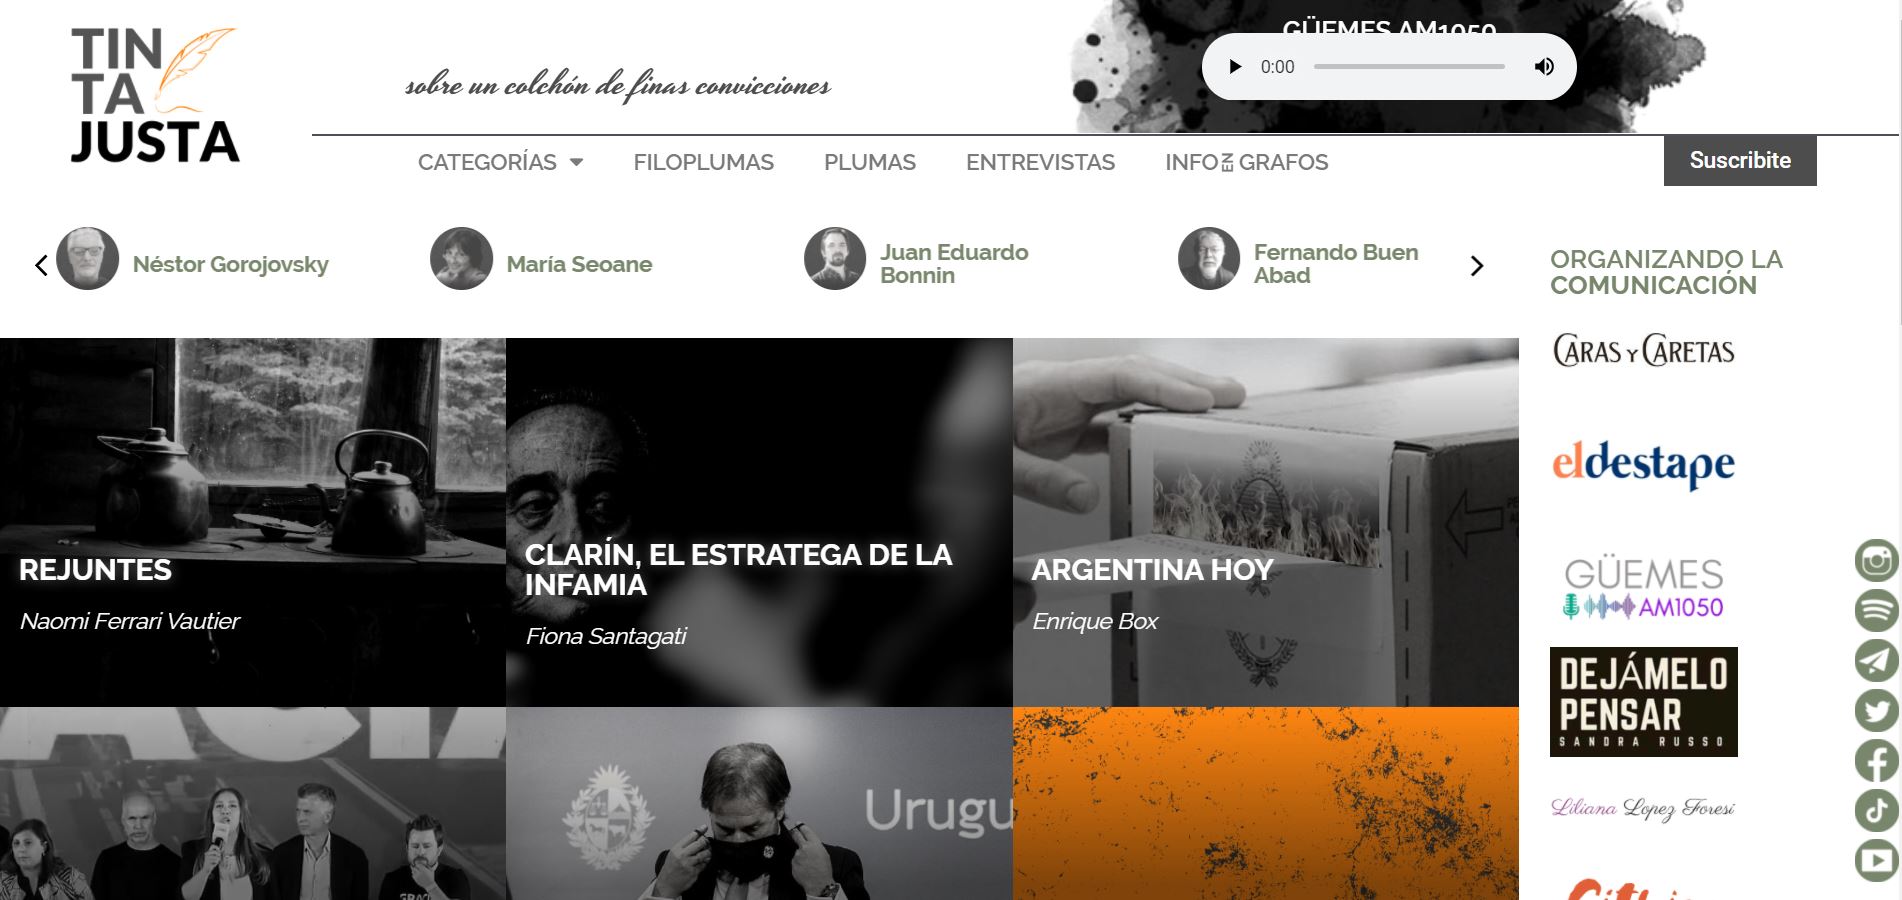 TIN
TA
JUSTA
sobre un colchón de finas convicciones
GÜEMES AM1050
0:00
CATEGORÍAS
FILOPLUMAS
PLUMAS
ENTREVISTAS
INFO EN GRAFOS
Suscribite
Néstor Gorojovsky
María Seoane
Juan Eduardo
Bonnin
Fernando Buen
Abad
ORGANIZANDO LA
COMUNICACIÓN
REJUNTES
Naomi Ferrari Vautier
CLARÍN, EL ESTRATEGA DE LA
INFAMIA
Fiona Santagati
ARGENTINA HOY
Enrique Box
CARAS Y CARETAS
eldestape
GÜEMES
AM1050
DEJÁMELO
PENSAR
SANDRA RUSSO
Liliana Lopez Foresi
Urugu